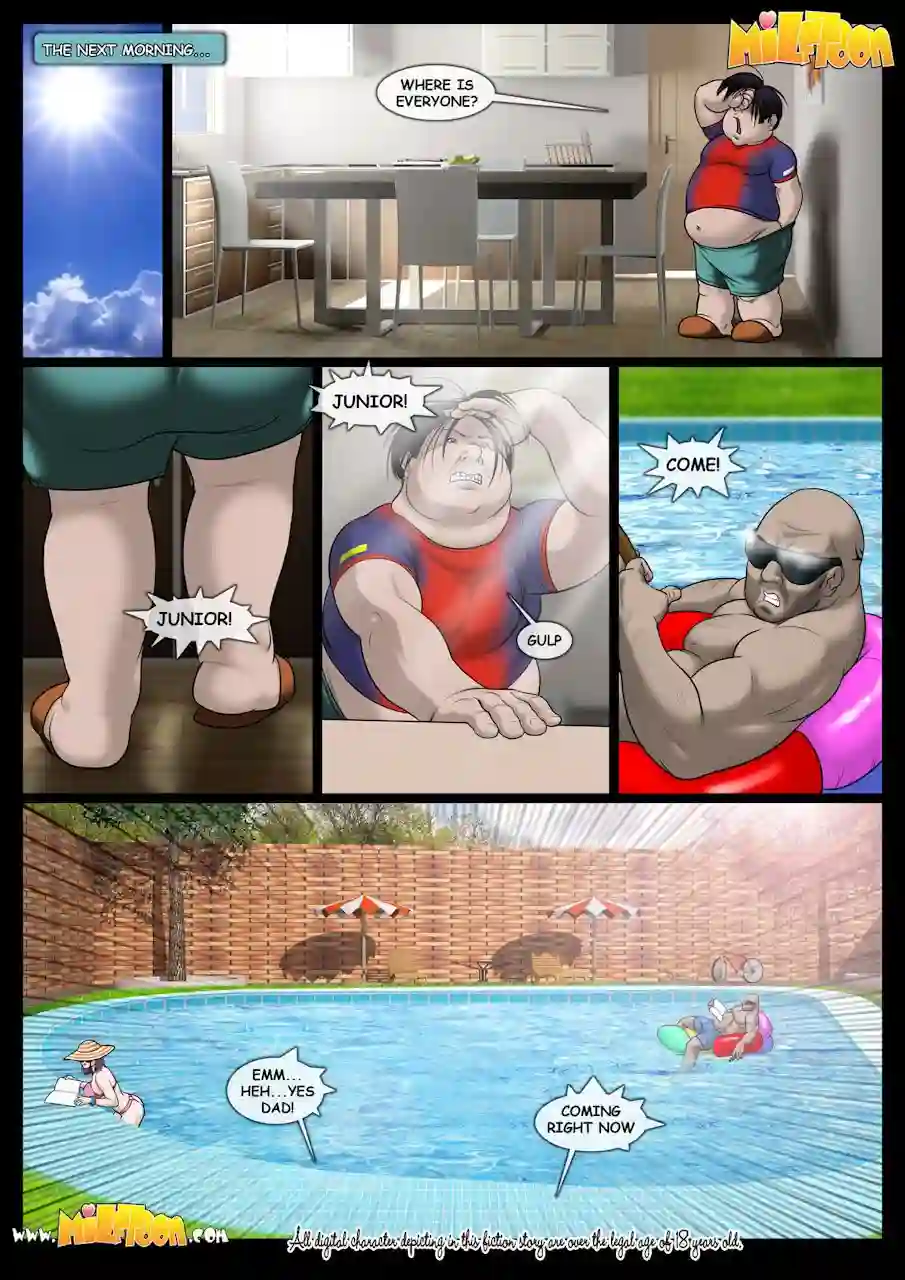 THE NEXT MORNING...
MiLFToon
WHERE IS
EVERYONE?
JUNIOR!
JUNIOR!
GULP
COME!
EMM...
HEH...YES
DAD!
COMING
RIGHT NOW
www.MiLFToon.com
All digital character depicting in this fiction story are over the legal age of 18 years old.